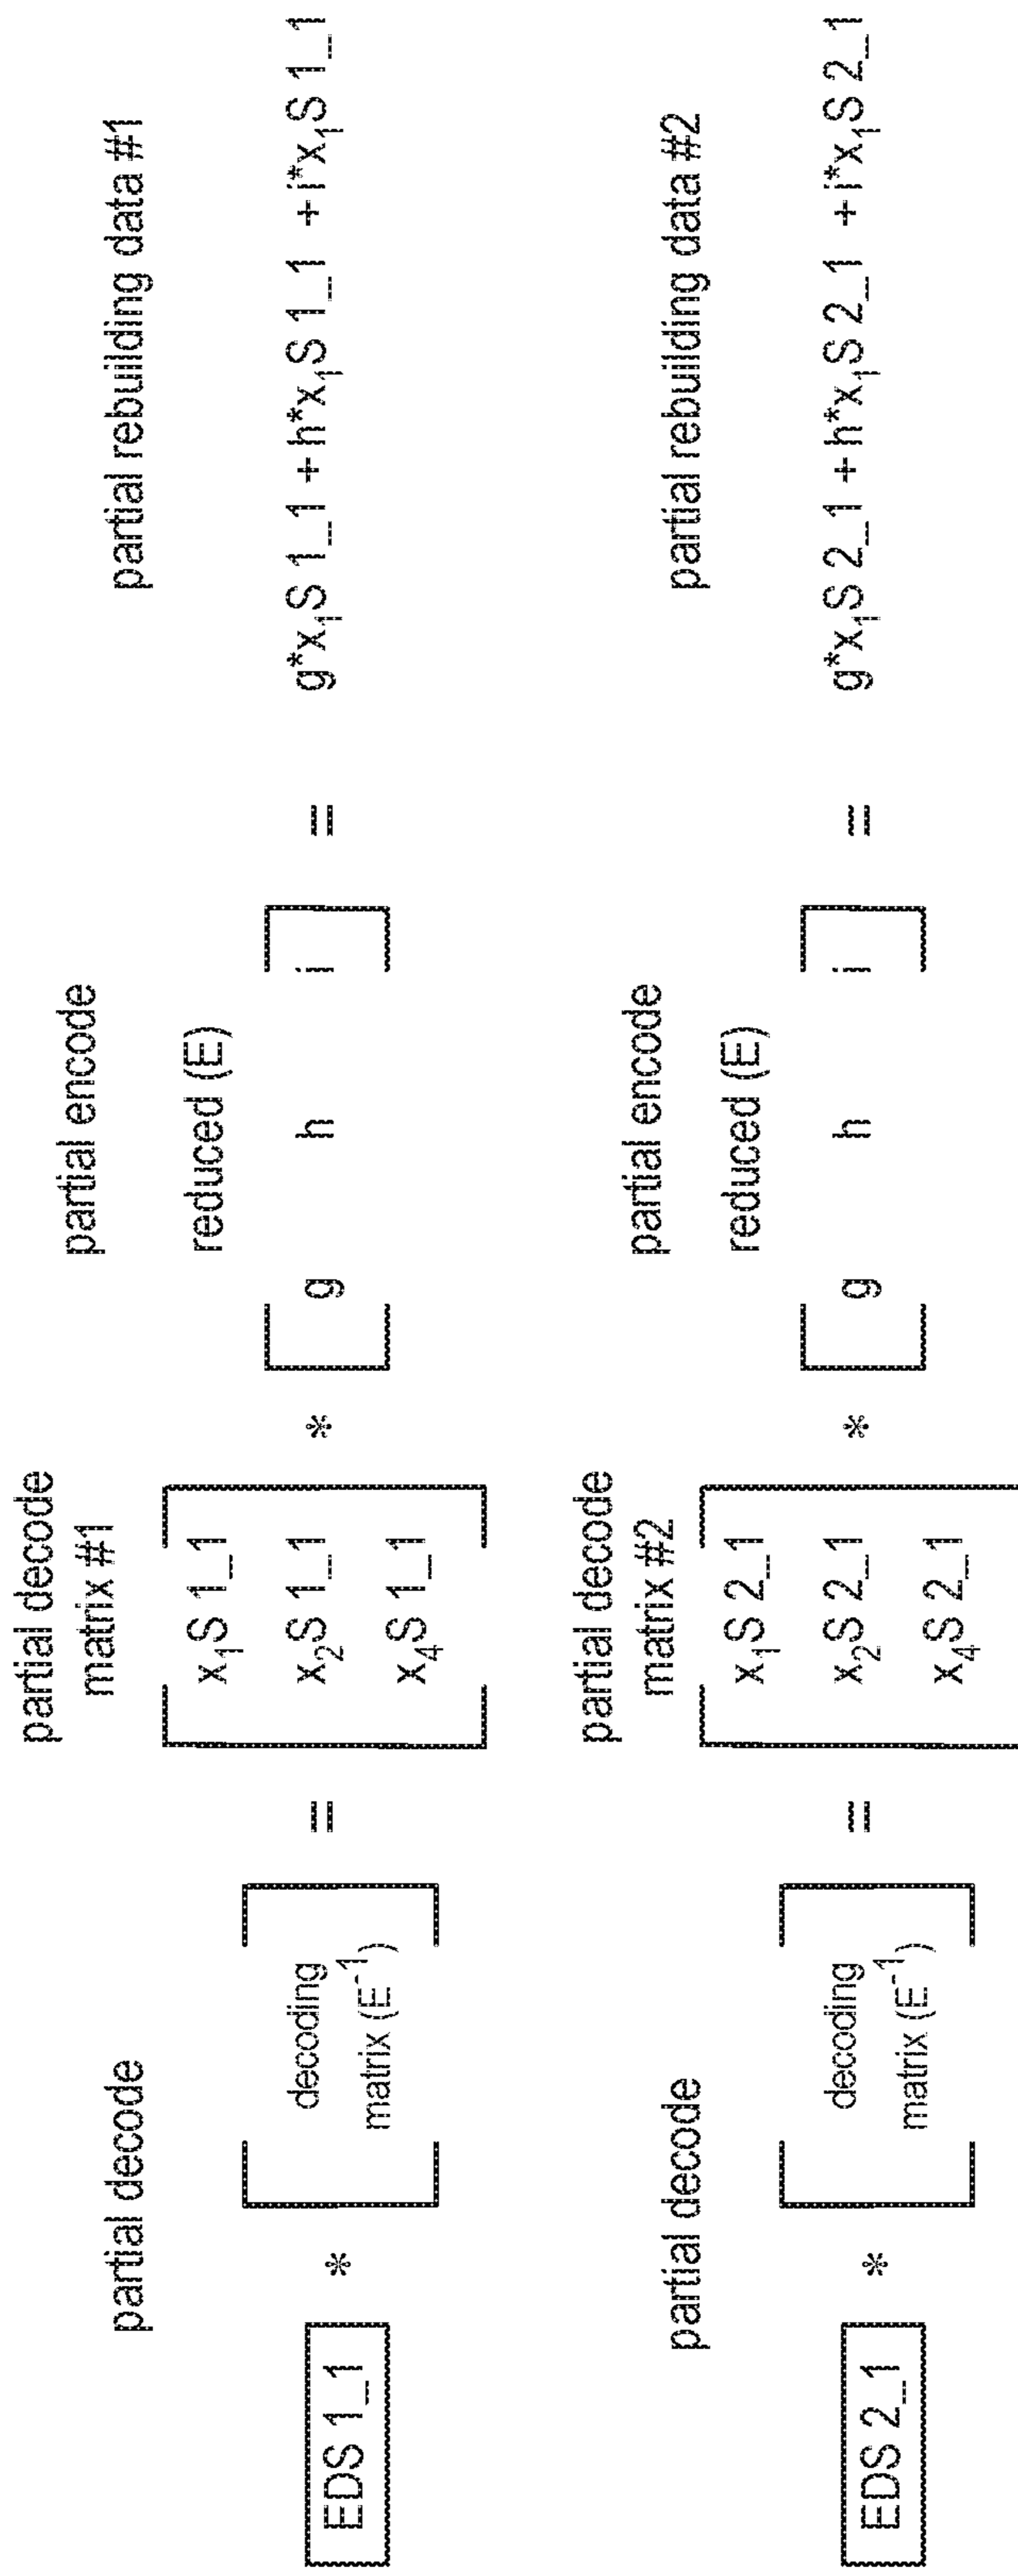 partial decode
EDS 1_1 * decoding matrix (E⁻¹) =
partial decode
matrix #1
x₁S 1_1
x₂S 1_1
x₄S 1_1
*
partial encode
reduced (E)
g h i
=
partial rebuilding data #1
g*x₁S 1_1 + h*x₁S 1_1 + i*x₁S 1_1
partial decode
EDS 2_1 * decoding matrix (E⁻¹) =
partial decode
matrix #2
x₁S 2_1
x₂S 2_1
x₄S 2_1
*
partial encode
reduced (E)
g h i
=
partial rebuilding data #2
g*x₁S 2_1 + h*x₁S 2_1 + i*x₁S 2_1